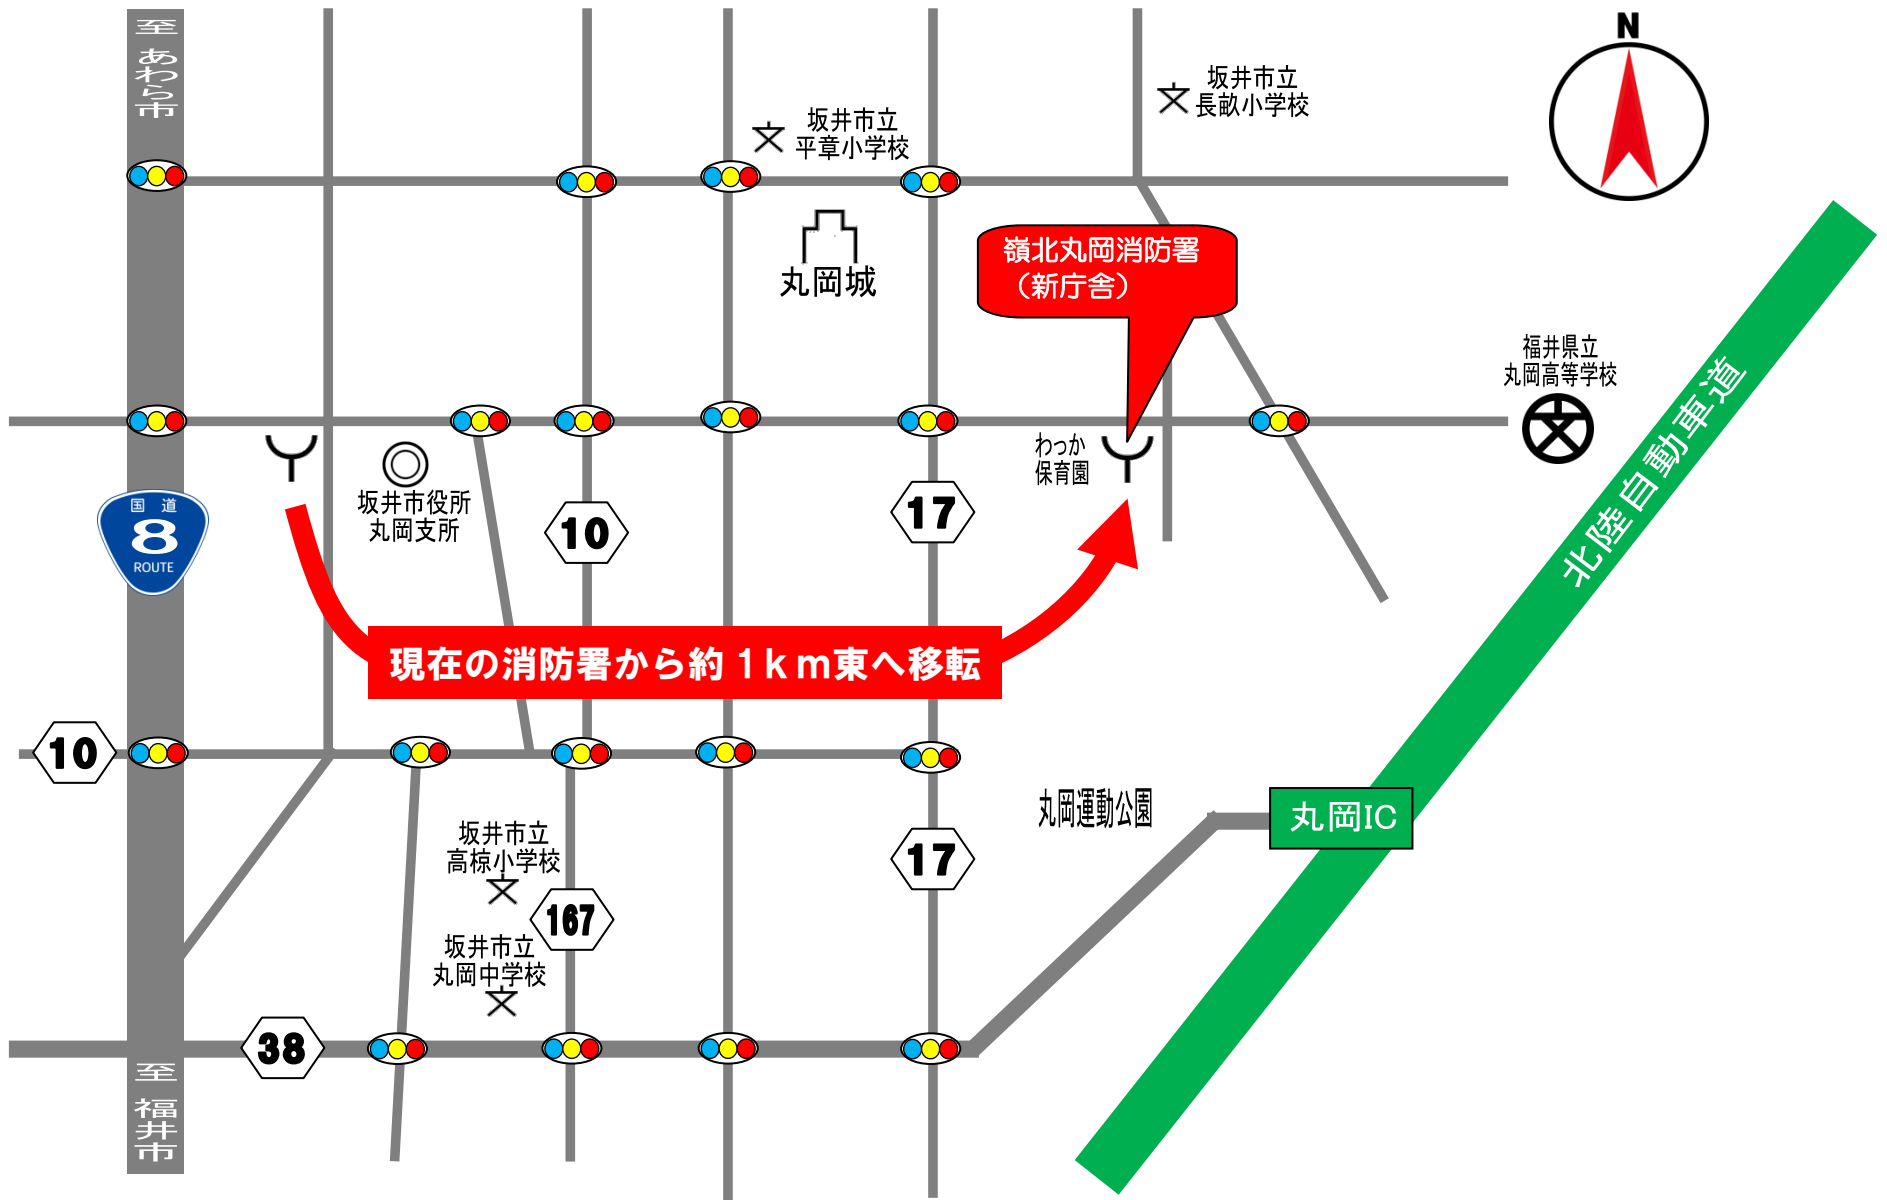 N
至 あわら市
坂井市立
長畝小学校
坂井市立
平章小学校
丸岡城
嶺北丸岡消防署
（新庁舎）
福井県立
丸岡高等学校
北陸自動車道
わっか
保育園
坂井市役所
丸岡支所
国道
8
ROUTE
10
17
現在の消防署から約1km東へ移転
10
丸岡運動公園
丸岡IC
坂井市立
高椋小学校
17
167
坂井市立
丸岡中学校
38
至 福井市